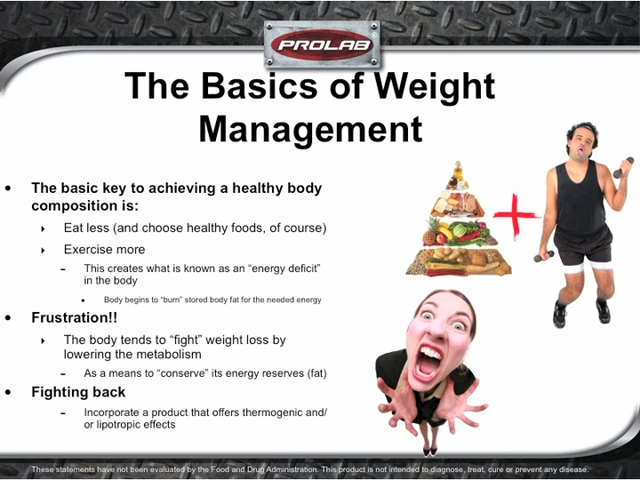 PROLAB
The Basics of Weight
Management
• The basic key to achieving a healthy body
composition is:
Eat less (and choose healthy foods, of course)
Exercise more
– This creates what is known as an “energy deficit”
in the body
• Body begins to “burn” stored body fat for the needed energy
• Frustration!!
The body tends to “fight” weight loss by
lowering the metabolism
– As a means to “conserve” its energy reserves (fat)
• Fighting back
– Incorporate a product that offers thermogenic and/
or lipotropic effects
These statements have not been evaluated by the Food and Drug Administration. This product is not intended to diagnose, treat, cure or prevent any disease.